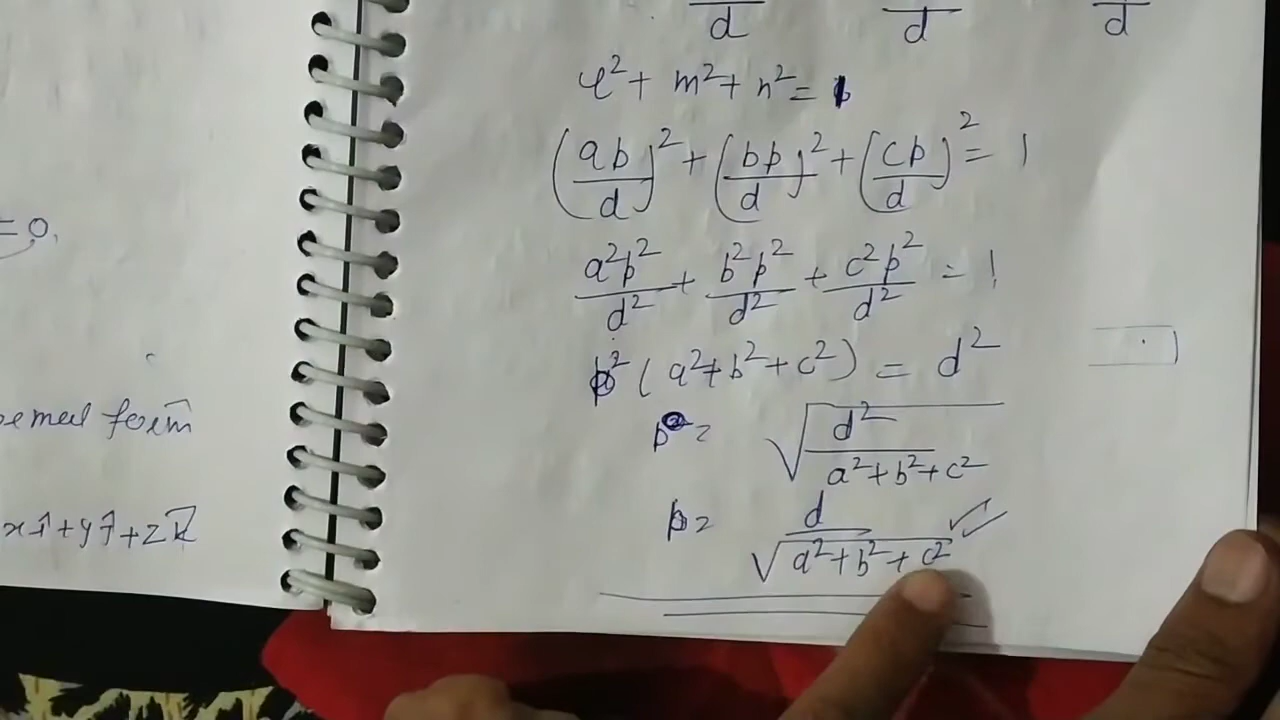 = 0,
form
xî + yĵ + zk̂
d d d
l² + m² + n² = 1
(ap/d)² + (bp/d)² + (cp/d)² = 1
a²p²/d² + b²p²/d² + c²p²/d² = 1
p² (a² + b² + c²) = d²
p = √(d²/(a² + b² + c²))
p = d/√(a² + b² + c²)